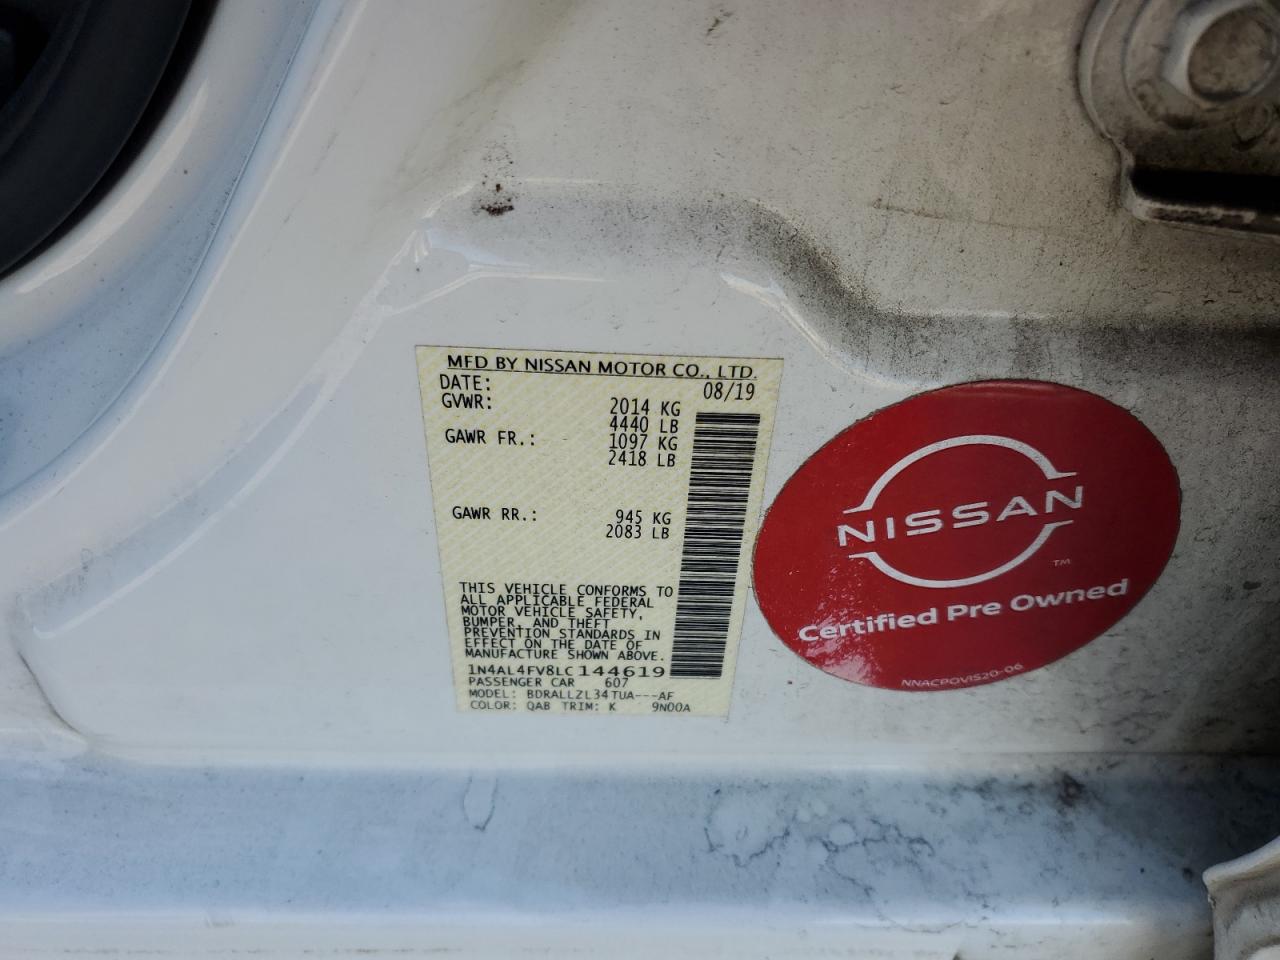 MFD BY NISSAN MOTOR CO., LTD.
DATE: 08/19
GVWR: 2014 KG
4440 LB
GAWR FR.: 1097 KG
2418 LB
GAWR RR.: 945 KG
2083 LB
THIS VEHICLE CONFORMS TO
ALL APPLICABLE FEDERAL
MOTOR VEHICLE SAFETY,
BUMPER, AND THEFT
PREVENTION STANDARDS IN
EFFECT ON THE DATE OF
MANUFACTURE SHOWN ABOVE.
1N4AL4FV8LC144619
PASSENGER CAR 607
MODEL: BDRALLZL34TUA---AF
COLOR: QAB TRIM: K 9N00A
NISSAN
TM
Certified Pre Owned
NNACPOVIS20-06